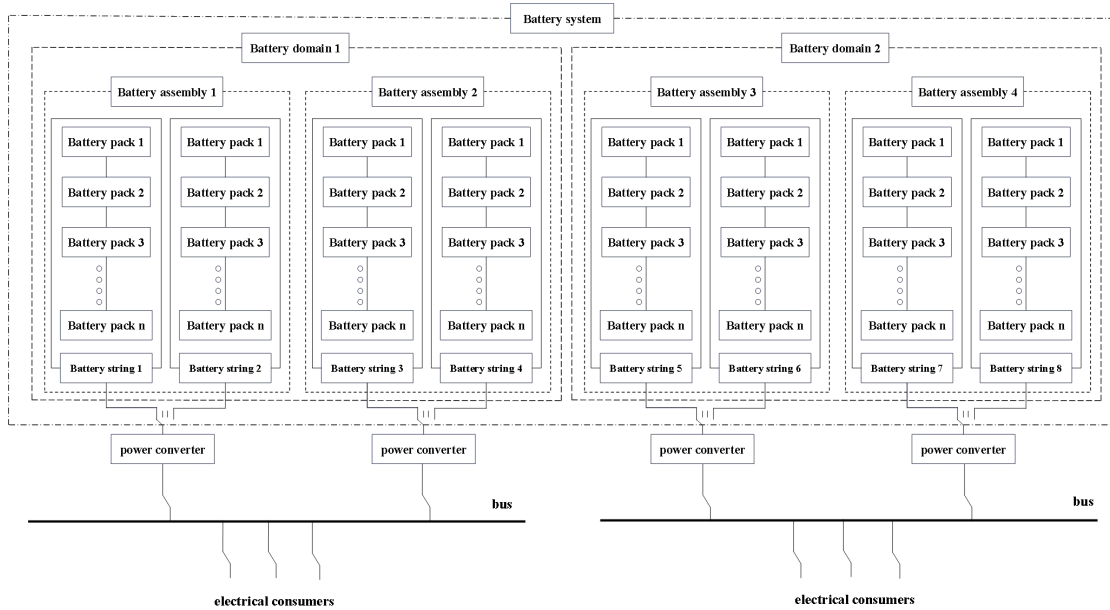 Battery system
Battery domain 1
Battery domain 2
Battery assembly 1
Battery assembly 2
Battery assembly 3
Battery assembly 4
Battery pack 1
Battery pack 1
Battery pack 1
Battery pack 1
Battery pack 1
Battery pack 1
Battery pack 1
Battery pack 1
Battery pack 2
Battery pack 2
Battery pack 2
Battery pack 2
Battery pack 2
Battery pack 2
Battery pack 2
Battery pack 2
Battery pack 3
Battery pack 3
Battery pack 3
Battery pack 3
Battery pack 3
Battery pack 3
Battery pack 3
Battery pack 3
Battery pack n
Battery pack n
Battery pack n
Battery pack n
Battery pack n
Battery pack n
Battery pack n
Battery pack n
Battery string 1
Battery string 2
Battery string 3
Battery string 4
Battery string 5
Battery string 6
Battery string 7
Battery string 8
power converter
power converter
power converter
power converter
bus
bus
electrical consumers
electrical consumers